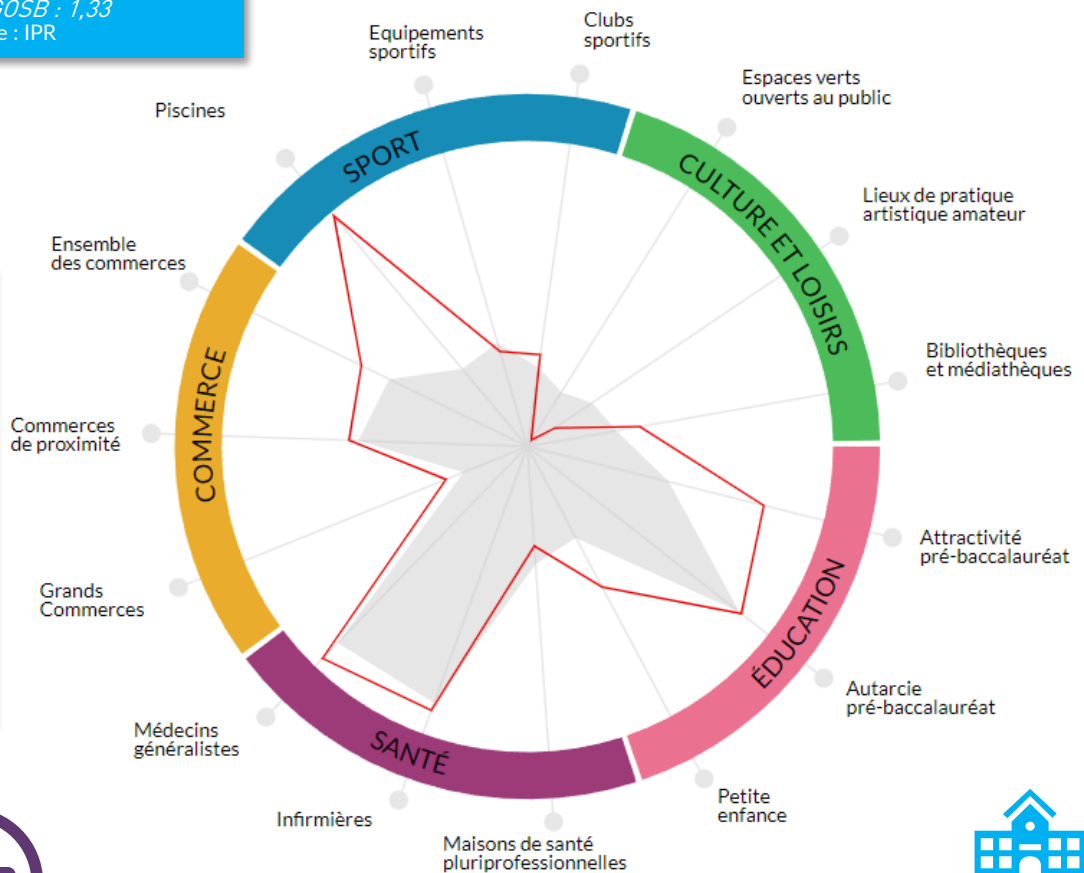 G0SB : 1,33
e : IPR
Equipements
sportifs
Clubs
sportifs
Espaces verts
ouverts au public
Piscines
SPORT
CULTURE ET LOISIRS
Lieux de pratique
artistique amateur
Ensemble
des commerces
Bibliothèques
et médiathèques
COMMERCE
Commerces
de proximité
Attractivité
pré-baccalauréat
ÉDUCATION
Grands
Commerces
Autarcie
pré-baccalauréat
Médecins
généralistes
SANTÉ
Infirmières
Petite
enfance
Maisons de santé
pluriprofessionnelles